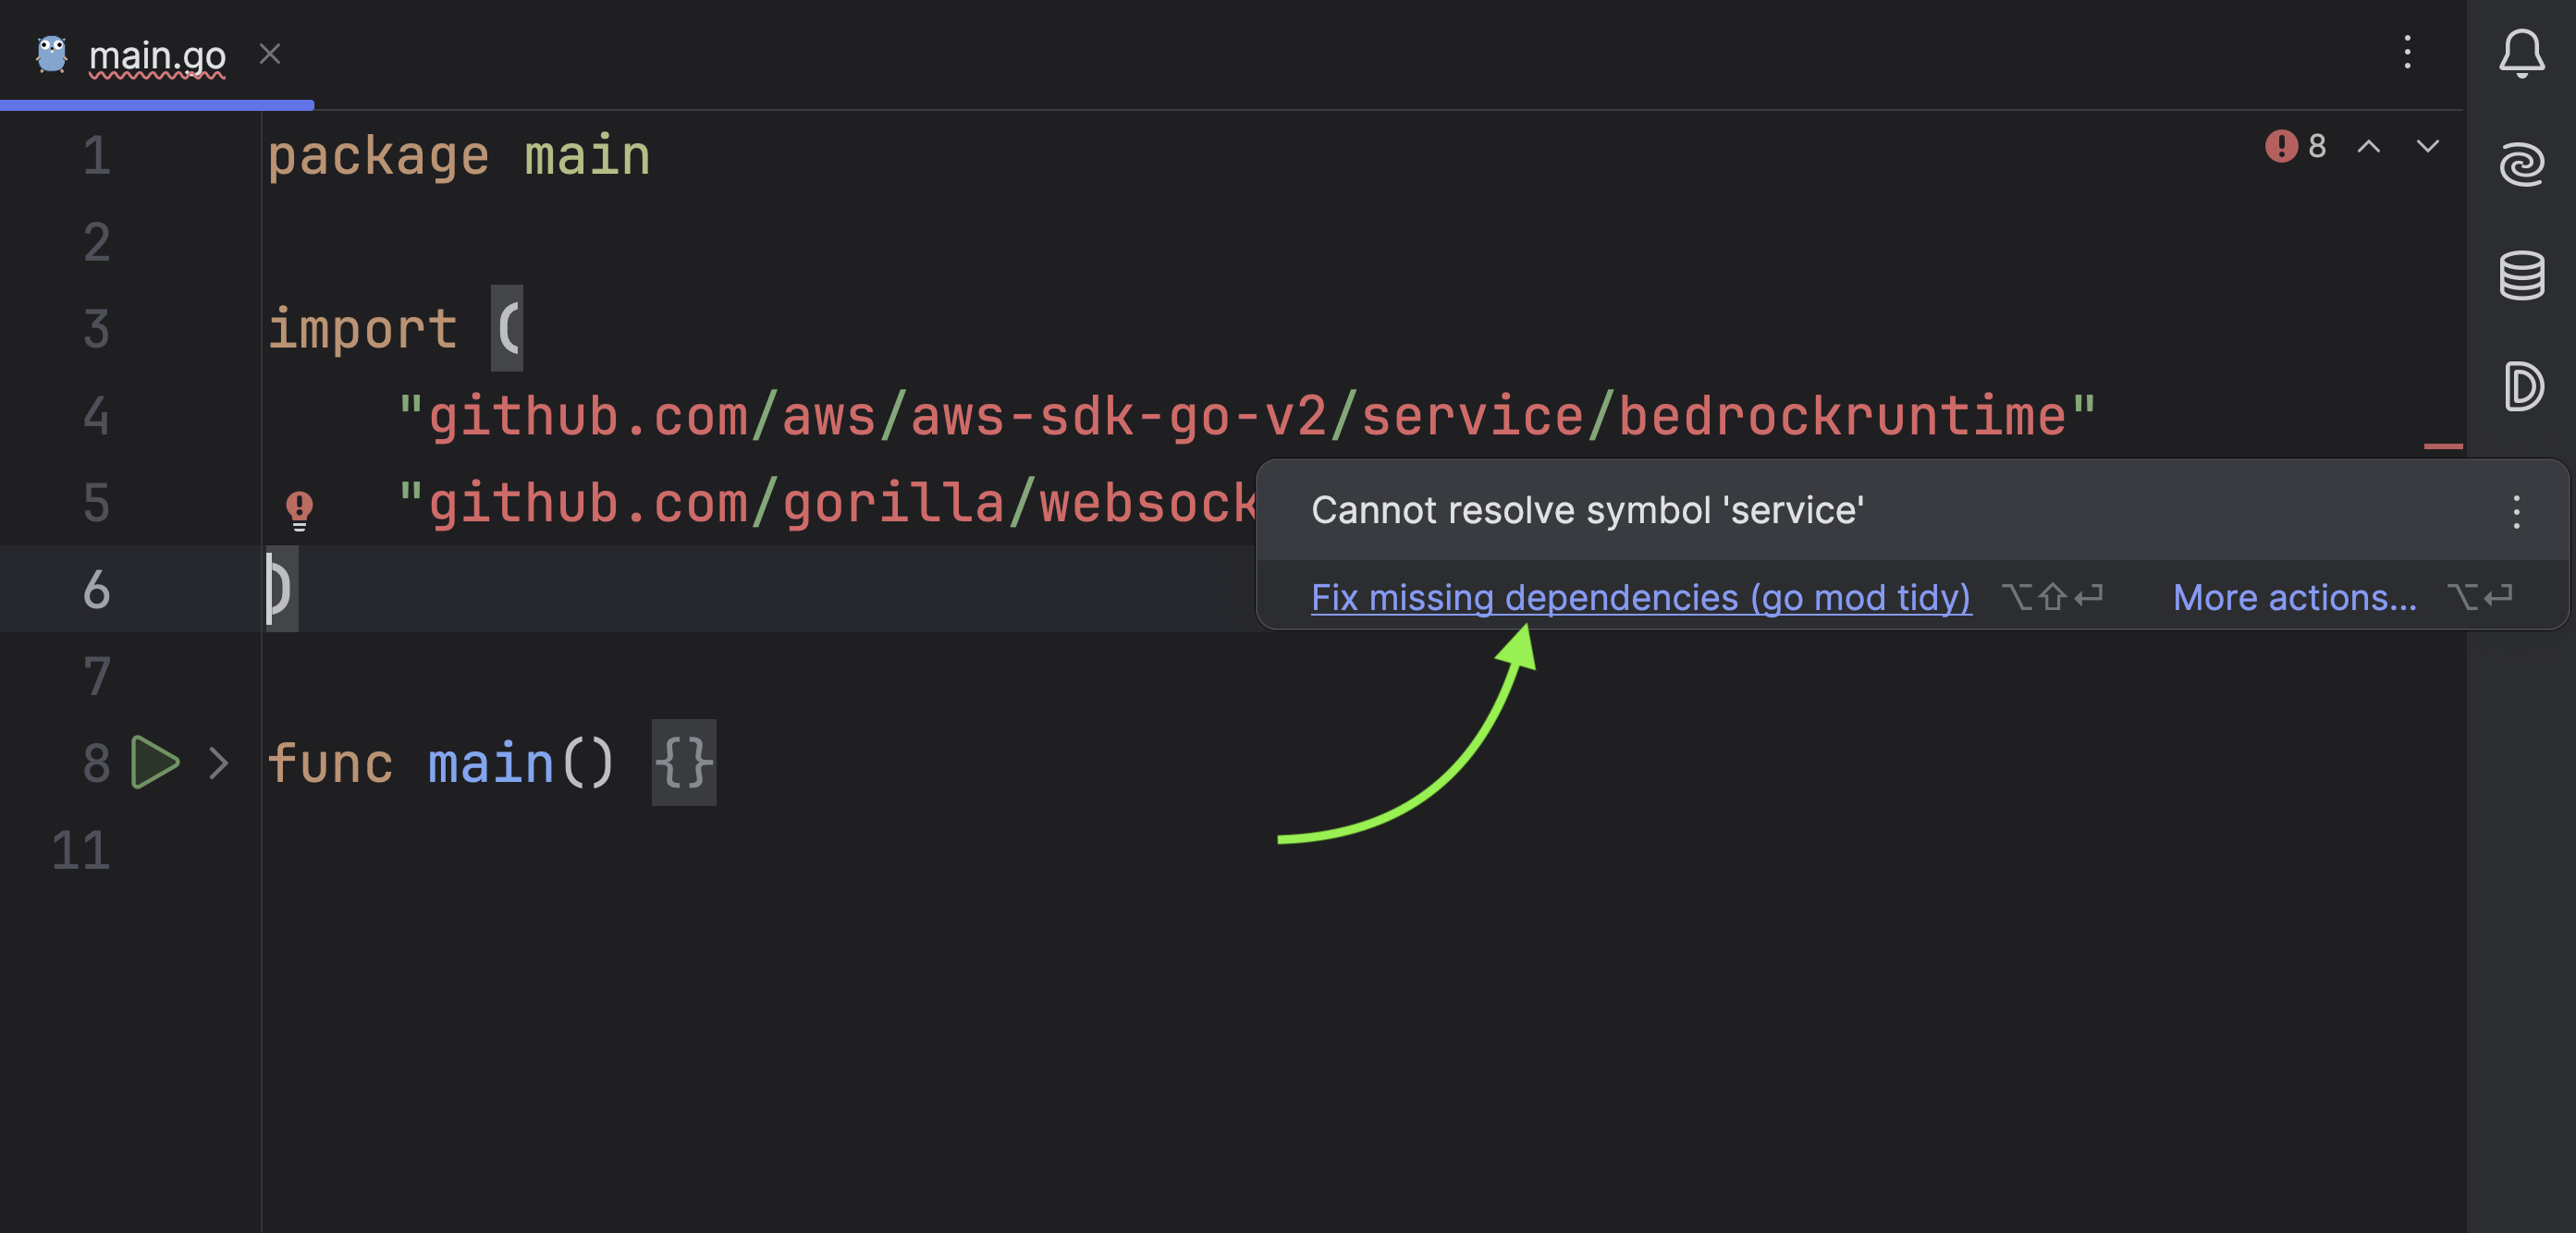 main.go
8
1 package main
2
3 import (
4 "github.com/aws/aws-sdk-go-v2/service/bedrockruntime"
5 "github.com/gorilla/websock
Cannot resolve symbol 'service'
Fix missing dependencies (go mod tidy) ⌥⇧⏎ More actions... ⌥⏎
6 )
7
8 func main() {}
11